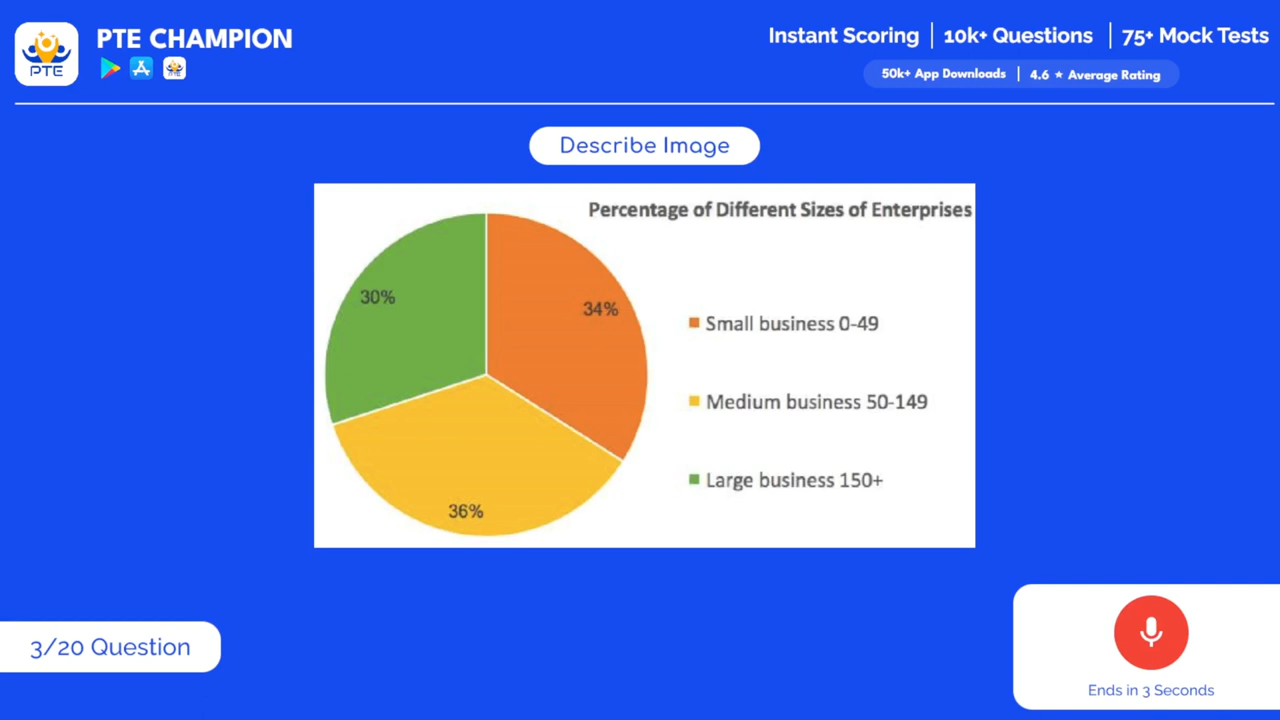 PTE CHAMPION
PTE
Instant Scoring | 10k+ Questions | 75+ Mock Tests
50k+ App Downloads | 4.6 ★ Average Rating
Describe Image
Percentage of Different Sizes of Enterprises
30%
34%
36%
Small business 0-49
Medium business 50-149
Large business 150+
3/20 Question
Ends in 3 Seconds